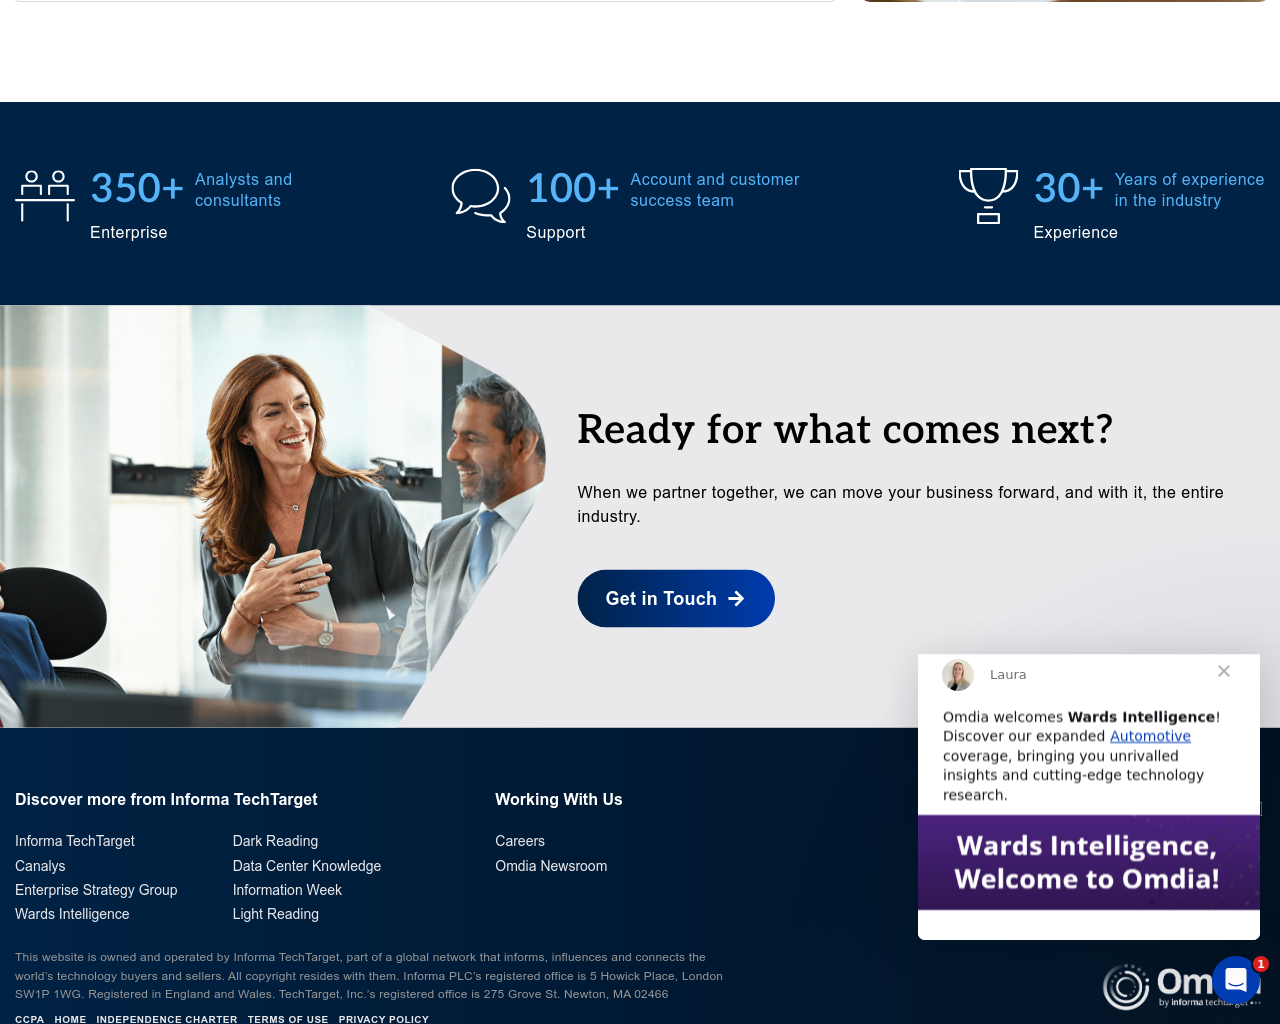 350+ Analysts and
consultants
Enterprise
100+ Account and customer
success team
Support
30+ Years of experience
in the industry
Experience
Ready for what comes next?
When we partner together, we can move your business forward, and with it, the entire
industry.
Get in Touch
Laura
Omdia welcomes Wards Intelligence!
Discover our expanded Automotive
coverage, bringing you unrivalled
insights and cutting-edge technology
research.
Wards Intelligence,
Welcome to Omdia!
Discover more from Informa TechTarget
Informa TechTarget
Canalys
Enterprise Strategy Group
Wards Intelligence
Dark Reading
Data Center Knowledge
Information Week
Light Reading
Working With Us
Careers
Omdia Newsroom
This website is owned and operated by Informa TechTarget, part of a global network that informs, influences and connects the
world’s technology buyers and sellers. All copyright resides with them. Informa PLC’s registered office is 5 Howick Place, London
SW1P 1WG. Registered in England and Wales. TechTarget, Inc.’s registered office is 275 Grove St. Newton, MA 02466
CCPA HOME INDEPENDENCE CHARTER TERMS OF USE PRIVACY POLICY
by informa
1